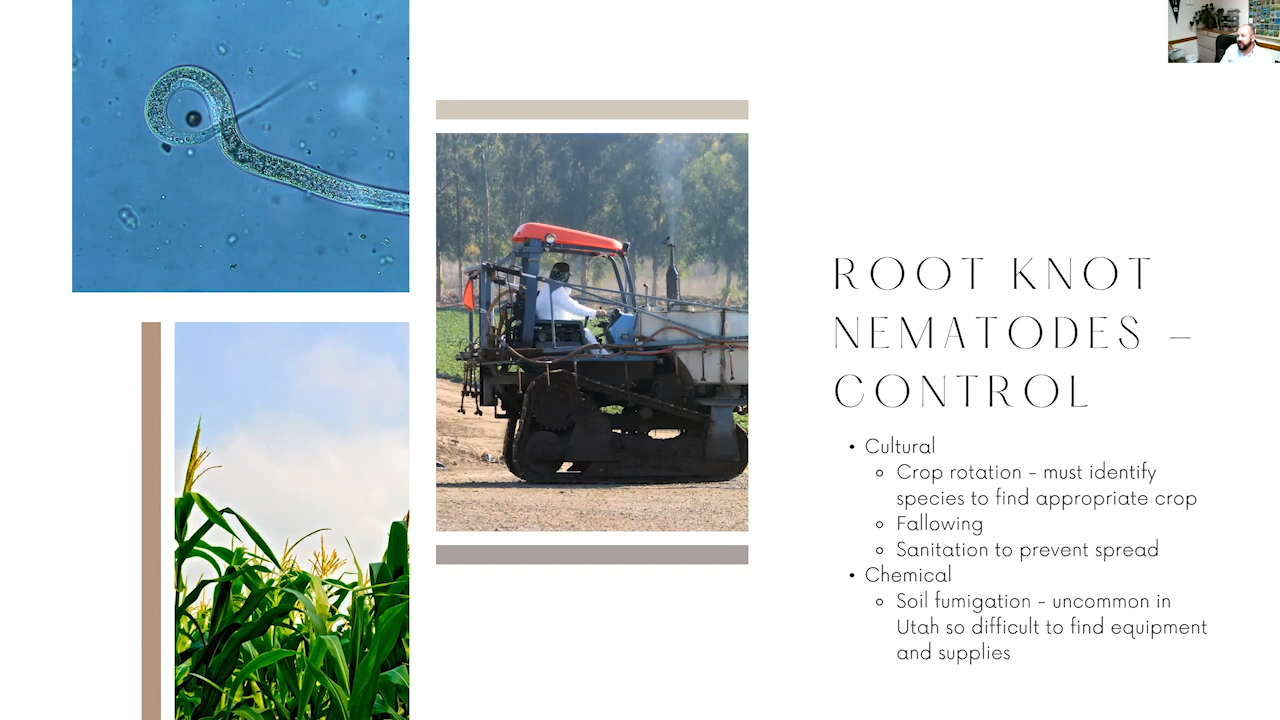 ROOT KNOT
NEMATODES –
CONTROL
• Cultural
∘ Crop rotation – must identify
species to find appropriate crop
∘ Fallowing
∘ Sanitation to prevent spread
• Chemical
∘ Soil fumigation – uncommon in
Utah so difficult to find equipment
and supplies